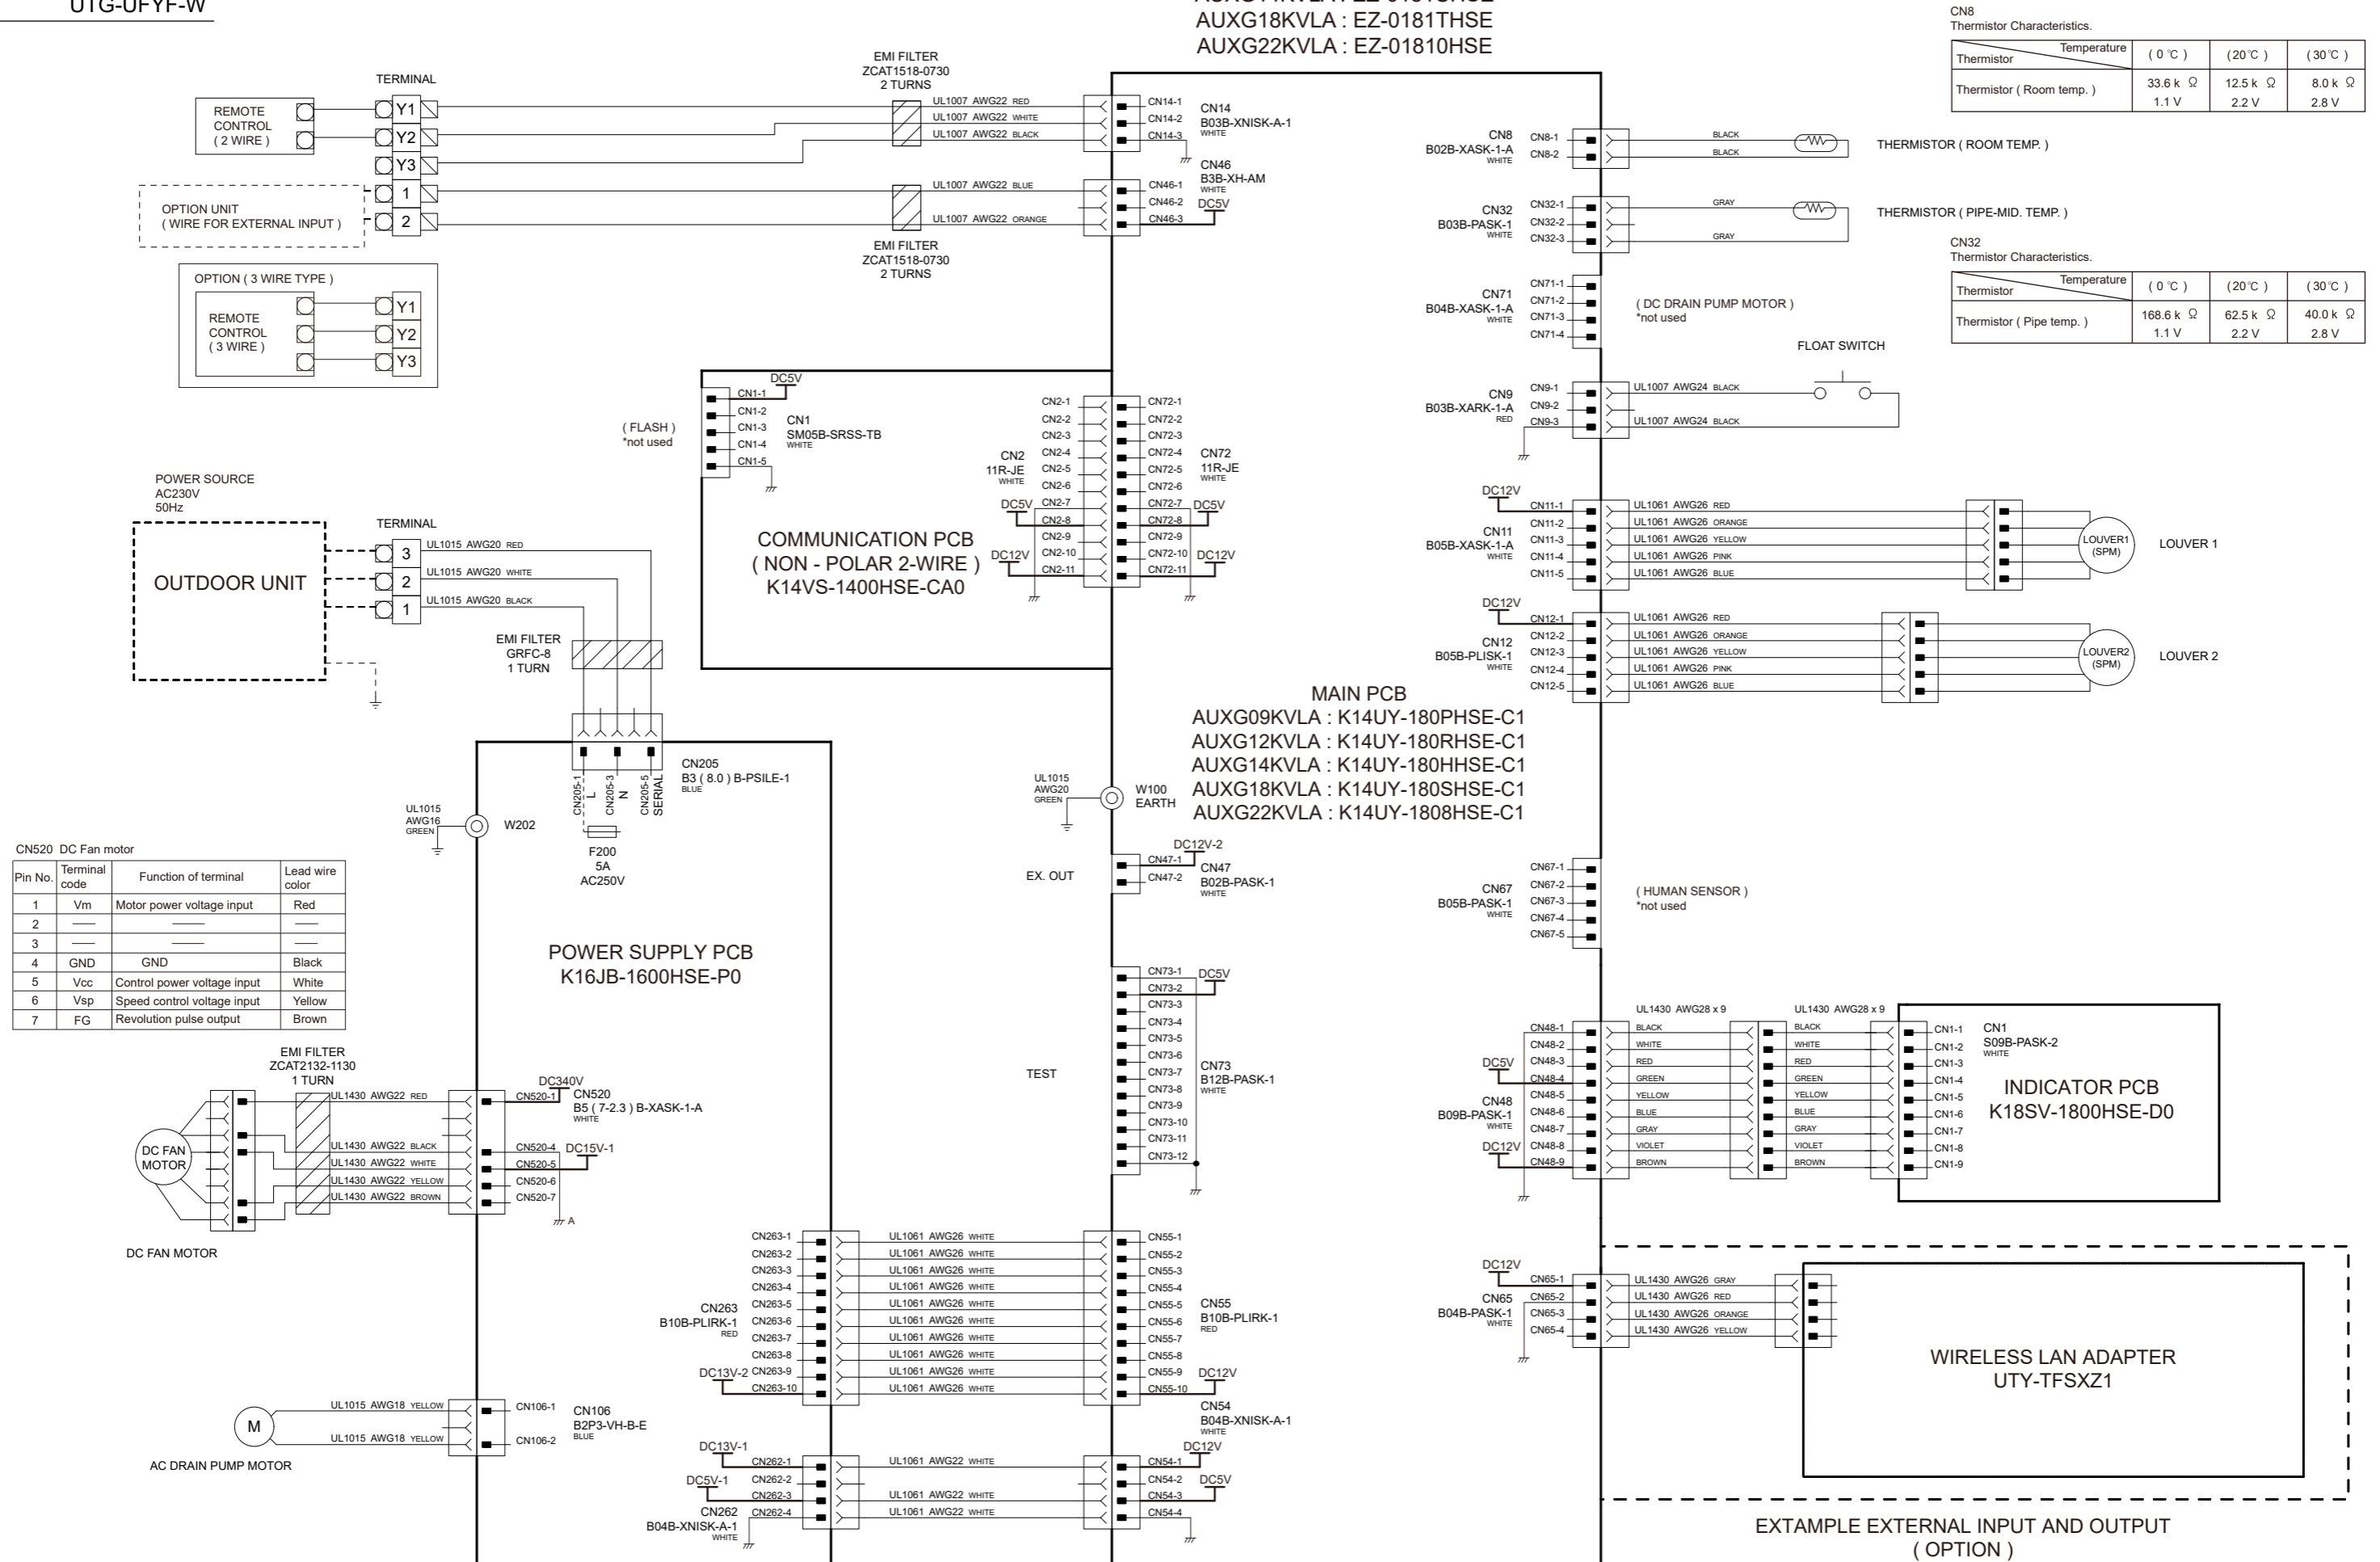 UTG-UFYF-W
AUXG18KVLA : EZ-0181THSE
AUXG22KVLA : EZ-01810HSE
CN8
Thermistor Characteristics.
Temperature
Thermistor
( 0 ℃ )
( 20℃ )
( 30℃ )
Thermistor ( Room temp. )
33.6 k Ω
12.5 k Ω
8.0 k Ω
1.1 V
2.2 V
2.8 V
EMI FILTER
ZCAT1518-0730
2 TURNS
TERMINAL
REMOTE
CONTROL
( 2 WIRE )
Y1
Y2
Y3
1
2
OPTION UNIT
( WIRE FOR EXTERNAL INPUT )
UL1007 AWG22 RED
UL1007 AWG22 WHITE
UL1007 AWG22 BLACK
UL1007 AWG22 BLUE
UL1007 AWG22 ORANGE
EMI FILTER
ZCAT1518-0730
2 TURNS
CN14-1
CN14-2
CN14-3
CN14
B03B-XNISK-A-1
WHITE
CN46
B3B-XH-AM
WHITE
CN46-1
CN46-2
CN46-3
DC5V
OPTION ( 3 WIRE TYPE )
REMOTE
CONTROL
( 3 WIRE )
Y1
Y2
Y3
CN8
B02B-XASK-1-A
WHITE
CN8-1
CN8-2
BLACK
BLACK
THERMISTOR ( ROOM TEMP. )
CN32
B03B-PASK-1
WHITE
CN32-1
CN32-2
CN32-3
GRAY
GRAY
THERMISTOR ( PIPE-MID. TEMP. )
CN32
Thermistor Characteristics.
Temperature
Thermistor
( 0 ℃ )
( 20℃ )
( 30℃ )
Thermistor ( Pipe temp. )
168.6 k Ω
62.5 k Ω
40.0 k Ω
1.1 V
2.2 V
2.8 V
CN71
B04B-XASK-1-A
WHITE
CN71-1
CN71-2
CN71-3
CN71-4
( DC DRAIN PUMP MOTOR )
*not used
FLOAT SWITCH
CN9
B03B-XARK-1-A
RED
CN9-1
CN9-2
CN9-3
UL1007 AWG24 BLACK
UL1007 AWG24 BLACK
( FLASH )
*not used
DC5V
CN1-1
CN1-2
CN1-3
CN1-4
CN1-5
CN1
SM05B-SRSS-TB
WHITE
CN2
11R-JE
WHITE
CN2-1
CN2-2
CN2-3
CN2-4
CN2-5
CN2-6
CN2-7
CN2-8
CN2-9
CN2-10
CN2-11
DC5V
DC12V
CN72-1
CN72-2
CN72-3
CN72-4
CN72-5
CN72-6
CN72-7
CN72-8
CN72-9
CN72-10
CN72-11
CN72
11R-JE
WHITE
DC5V
DC12V
COMMUNICATION PCB
( NON - POLAR 2-WIRE )
K14VS-1400HSE-CA0
POWER SOURCE
AC230V
50Hz
OUTDOOR UNIT
TERMINAL
3
2
1
UL1015 AWG20 RED
UL1015 AWG20 WHITE
UL1015 AWG20 BLACK
EMI FILTER
GRFC-8
1 TURN
DC12V
CN11-1
CN11-2
CN11-3
CN11-4
CN11-5
CN11
B05B-XASK-1-A
WHITE
UL1061 AWG26 RED
UL1061 AWG26 ORANGE
UL1061 AWG26 YELLOW
UL1061 AWG26 PINK
UL1061 AWG26 BLUE
LOUVER1
(SPM)
LOUVER 1
DC12V
CN12-1
CN12-2
CN12-3
CN12-4
CN12-5
CN12
B05B-PLISK-1
WHITE
UL1061 AWG26 RED
UL1061 AWG26 ORANGE
UL1061 AWG26 YELLOW
UL1061 AWG26 PINK
UL1061 AWG26 BLUE
LOUVER2
(SPM)
LOUVER 2
MAIN PCB
AUXG09KVLA : K14UY-180PHSE-C1
AUXG12KVLA : K14UY-180RHSE-C1
AUXG14KVLA : K14UY-180HHSE-C1
AUXG18KVLA : K14UY-180SHSE-C1
AUXG22KVLA : K14UY-1808HSE-C1
CN205
B3 ( 8.0 ) B-PSILE-1
BLUE
CN205-1
L
CN205-3
N
CN205-5
SERIAL
F200
5A
AC250V
UL1015
AWG16
GREEN
W202
UL1015
AWG20
GREEN
W100
EARTH
EX. OUT
DC12V-2
CN47-1
CN47-2
CN47
B02B-PASK-1
WHITE
CN520 DC Fan motor
Pin No.
Terminal
code
Function of terminal
Lead wire
color
1 Vm Motor power voltage input Red
2 —— —— ——
3 —— —— ——
4 GND GND Black
5 Vcc Control power voltage input White
6 Vsp Speed control voltage input Yellow
7 FG Revolution pulse output Brown
POWER SUPPLY PCB
K16JB-1600HSE-P0
CN67
B05B-PASK-1
WHITE
CN67-1
CN67-2
CN67-3
CN67-4
CN67-5
( HUMAN SENSOR )
*not used
TEST
CN73-1
CN73-2
CN73-3
CN73-4
CN73-5
CN73-6
CN73-7
CN73-8
CN73-9
CN73-10
CN73-11
CN73-12
DC5V
CN73
B12B-PASK-1
WHITE
EMI FILTER
ZCAT2132-1130
1 TURN
UL1430 AWG22 RED
UL1430 AWG22 BLACK
UL1430 AWG22 WHITE
UL1430 AWG22 YELLOW
UL1430 AWG22 BROWN
DC FAN
MOTOR
DC FAN MOTOR
DC340V
CN520-1
CN520
B5 ( 7-2.3 ) B-XASK-1-A
WHITE
CN520-4
DC15V-1
CN520-5
CN520-6
CN520-7
A
UL1430 AWG28 x 9
UL1430 AWG28 x 9
CN48-1
CN48-2
CN48-3
CN48-4
CN48-5
CN48-6
CN48-7
CN48-8
CN48-9
DC5V
CN48
B09B-PASK-1
WHITE
DC12V
BLACK
WHITE
RED
GREEN
YELLOW
BLUE
GRAY
VIOLET
BROWN
BLACK
WHITE
RED
GREEN
YELLOW
BLUE
GRAY
VIOLET
BROWN
CN1-1
CN1-2
CN1-3
CN1-4
CN1-5
CN1-6
CN1-7
CN1-8
CN1-9
CN1
S09B-PASK-2
WHITE
INDICATOR PCB
K18SV-1800HSE-D0
CN263-1
CN263-2
CN263-3
CN263-4
CN263-5
CN263-6
CN263-7
CN263-8
CN263-9
CN263-10
CN263
B10B-PLIRK-1
RED
DC13V-2
UL1061 AWG26 WHITE
UL1061 AWG26 WHITE
UL1061 AWG26 WHITE
UL1061 AWG26 WHITE
UL1061 AWG26 WHITE
UL1061 AWG26 WHITE
UL1061 AWG26 WHITE
UL1061 AWG26 WHITE
UL1061 AWG26 WHITE
UL1061 AWG26 WHITE
CN55-1
CN55-2
CN55-3
CN55-4
CN55-5
CN55-6
CN55-7
CN55-8
CN55-9
CN55-10
CN55
B10B-PLIRK-1
RED
DC12V
DC12V
CN65-1
CN65-2
CN65-3
CN65-4
CN65
B04B-PASK-1
WHITE
UL1430 AWG26 GRAY
UL1430 AWG26 RED
UL1430 AWG26 ORANGE
UL1430 AWG26 YELLOW
WIRELESS LAN ADAPTER
UTY-TFSXZ1
M
AC DRAIN PUMP MOTOR
UL1015 AWG18 YELLOW
UL1015 AWG18 YELLOW
CN106-1
CN106-2
CN106
B2P3-VH-B-E
BLUE
DC13V-1
CN262-1
CN262-2
CN262-3
CN262-4
DC5V-1
CN262
B04B-XNISK-A-1
WHITE
UL1061 AWG22 WHITE
UL1061 AWG22 WHITE
UL1061 AWG22 WHITE
CN54
B04B-XNISK-A-1
WHITE
DC12V
CN54-1
CN54-2
CN54-3
CN54-4
DC5V
EXTAMPLE EXTERNAL INPUT AND OUTPUT
( OPTION )